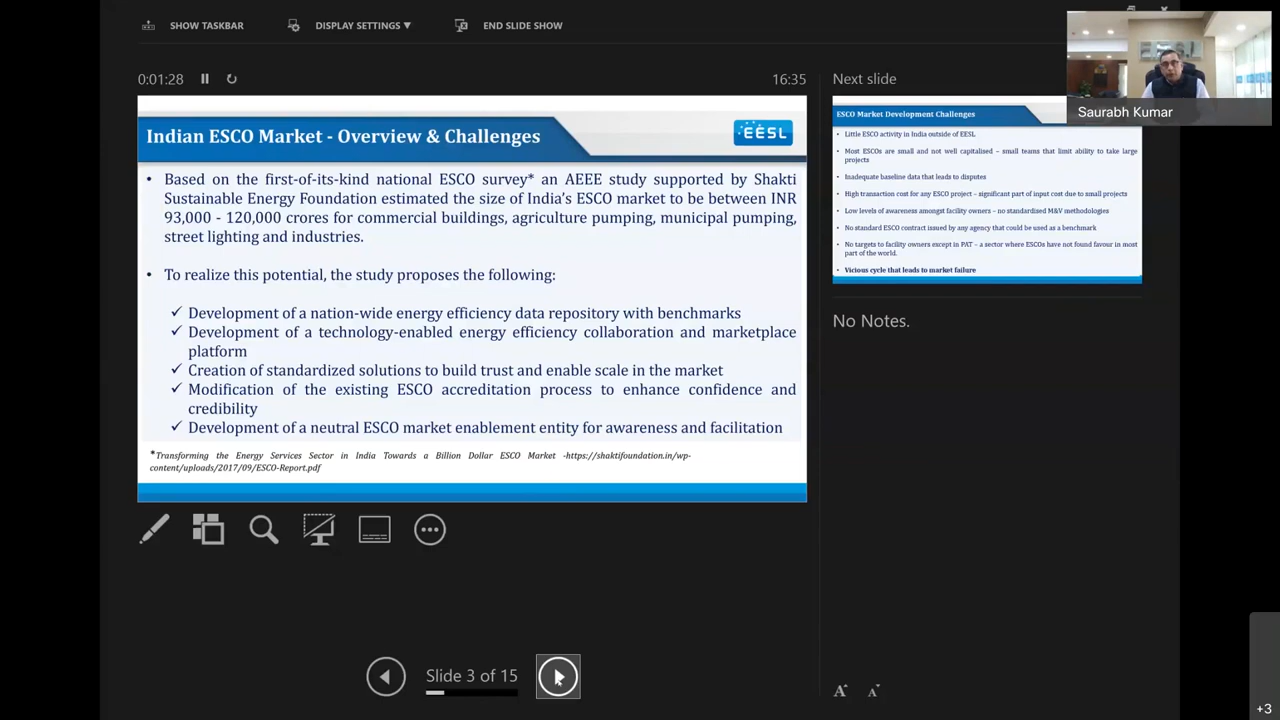 SHOW TASKBAR
DISPLAY SETTINGS ▼
END SLIDE SHOW
0:01:28
16:35
Indian ESCO Market - Overview & Challenges
EESL
• Based on the first-of-its-kind national ESCO survey* an AEEE study supported by Shakti
Sustainable Energy Foundation estimated the size of India's ESCO market to be between INR
93,000 - 120,000 crores for commercial buildings, agriculture pumping, municipal pumping,
street lighting and industries.
• To realize this potential, the study proposes the following:
✓ Development of a nation-wide energy efficiency data repository with benchmarks
✓ Development of a technology-enabled energy efficiency collaboration and marketplace
platform
✓ Creation of standardized solutions to build trust and enable scale in the market
✓ Modification of the existing ESCO accreditation process to enhance confidence and
credibility
✓ Development of a neutral ESCO market enablement entity for awareness and facilitation
*Transforming the Energy Services Sector in India Towards a Billion Dollar ESCO Market -https://shaktifoundation.in/wp-
content/uploads/2017/09/ESCO-Report.pdf
Slide 3 of 15
Next slide
Saurabh Kumar
ESCO Market Development Challenges
• Little ESCO activity in India outside of EESL
• Most ESCOs are small and not well capitalised – small teams that limit ability to take large
projects
• Inadequate baseline data that leads to disputes
• High transaction cost for any ESCO project – significant part of input cost due to small projects
• Low levels of awareness amongst facility owners – no standardized M&V methodologies
• No standard ESCO contract issued by any agency that could be used as a benchmark
• No targets to facility owners except in PAT – a sector where ESCOs have not found favour in most
part of the world.
• Vicious cycle that leads to market failure
No Notes.
A A
+3